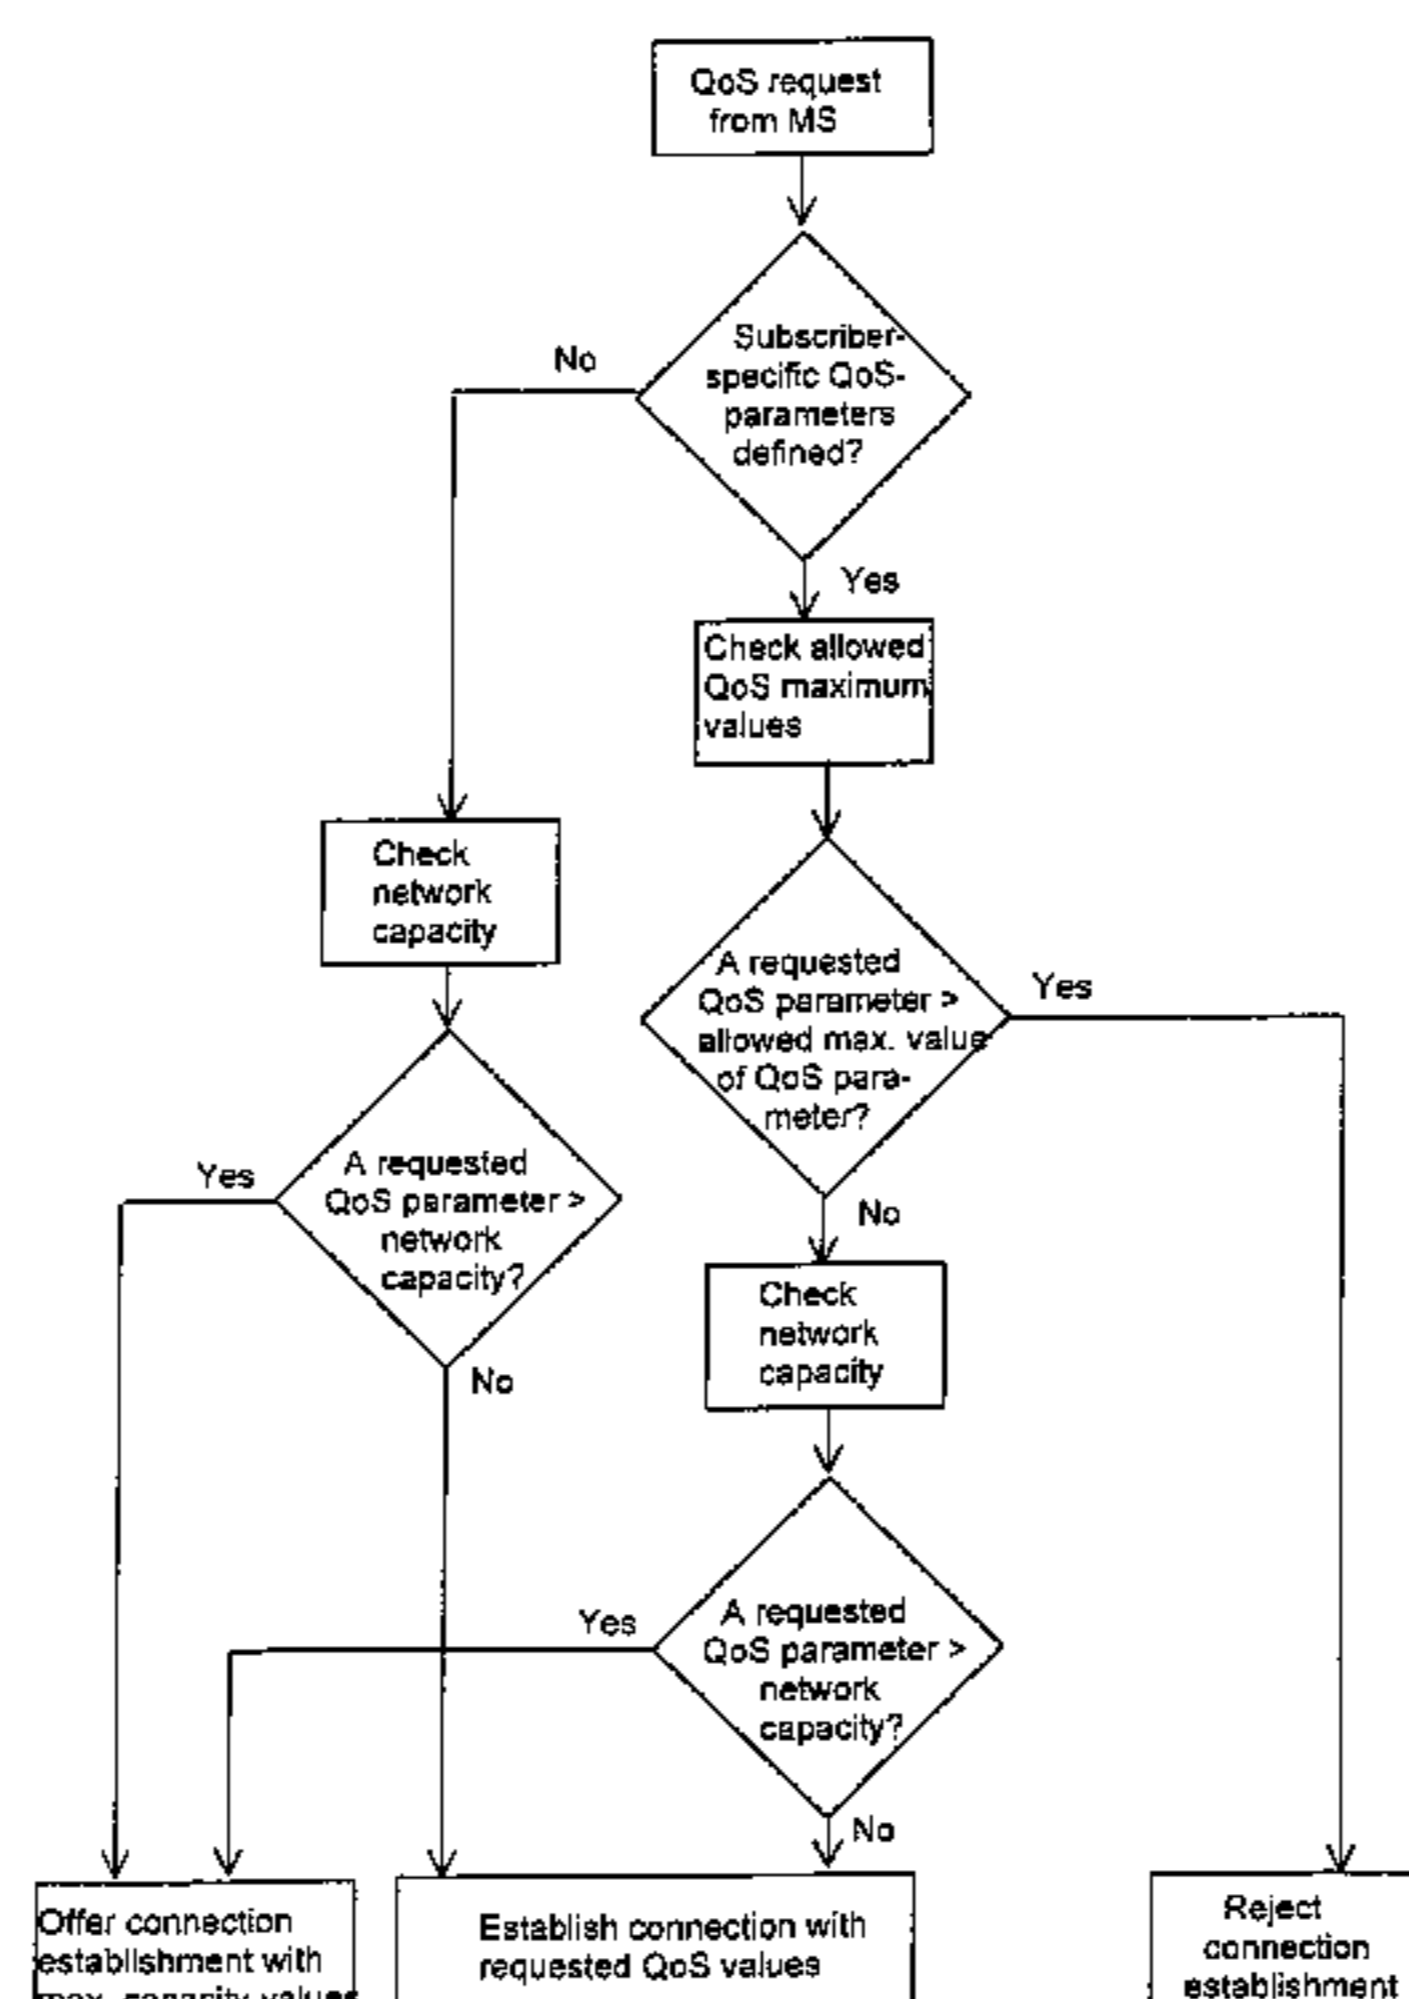 QoS request
from MS
Subscriber-
specific QoS-
parameters
defined?
No
Yes
Check allowed
QoS maximum
values
Check
network
capacity
A requested
QoS parameter >
allowed max. value
of QoS para-
meter?
Yes
No
A requested
QoS parameter >
network
capacity?
Yes
No
Check
network
capacity
A requested
QoS parameter >
network
capacity?
Yes
No
Offer connection
establishment with
max. capacity values
Establish connection with
requested QoS values
Reject
connection
establishment